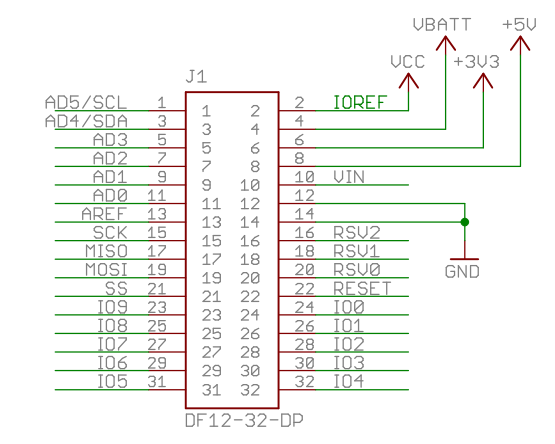 VBATT +5V
VCC +3V3
J1
AD5/SCL 1 1 2 2 IOREF
AD4/SDA 3 3 4 4
AD3 5 5 6 6
AD2 7 7 8 8
AD1 9 9 10 10 VIN
AD0 11 11 12 12
AREF 13 13 14 14
SCK 15 15 16 16 RSV2
MISO 17 17 18 18 RSV1
MOSI 19 19 20 20 RSV0
GND
SS 21 21 22 22 RESET
IO9 23 23 24 24 IO0
IO8 25 25 26 26 IO1
IO7 27 27 28 28 IO2
IO6 29 29 30 30 IO3
IO5 31 31 32 32 IO4
DF12-32-DP